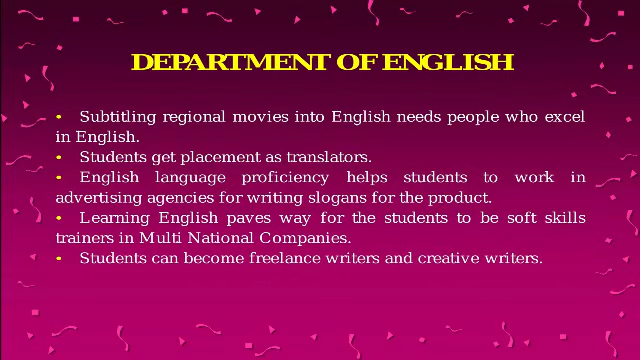 DEPARTMENT OF ENGLISH
• Subtitling regional movies into English needs people who excel
in English.
• Students get placement as translators.
• English language proficiency helps students to work in
advertising agencies for writing slogans for the product.
• Learning English paves way for the students to be soft skills
trainers in Multi National Companies.
• Students can become freelance writers and creative writers.